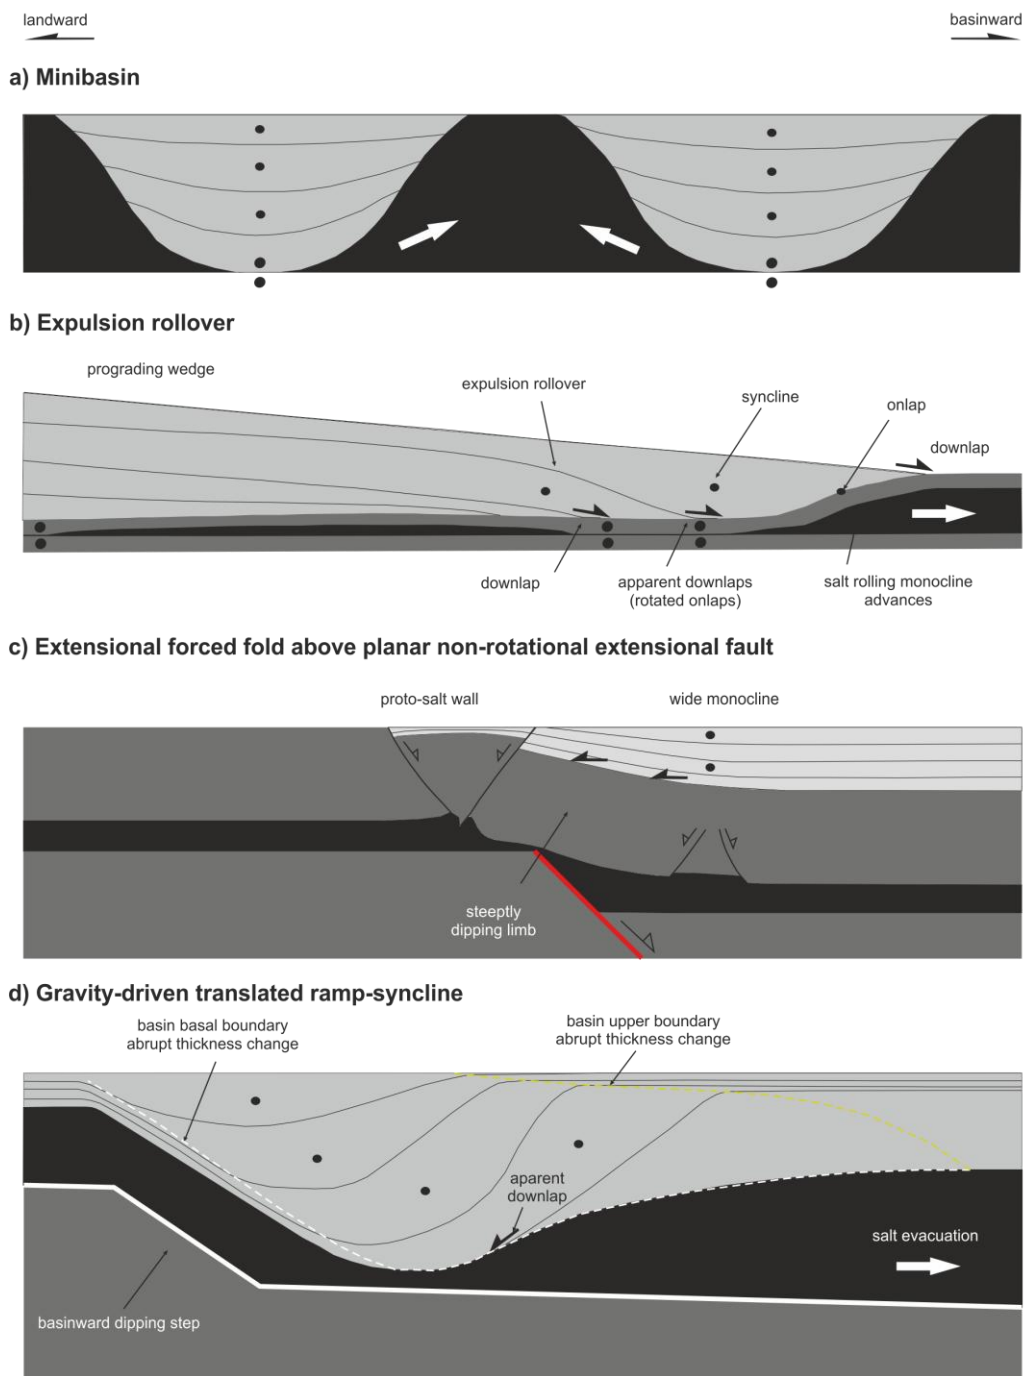 landward
basinward
a) Minibasin
b) Expulsion rollover
prograding wedge
expulsion rollover
syncline
onlap
downlap
downlap
apparent downlaps
(rotated onlaps)
salt rolling monocline
advances
c) Extensional forced fold above planar non-rotational extensional fault
proto-salt wall
wide monocline
steeptly
dipping limb
d) Gravity-driven translated ramp-syncline
basin basal boundary
abrupt thickness change
basin upper boundary
abrupt thickness change
aparent
downlap
salt evacuation
basinward dipping step